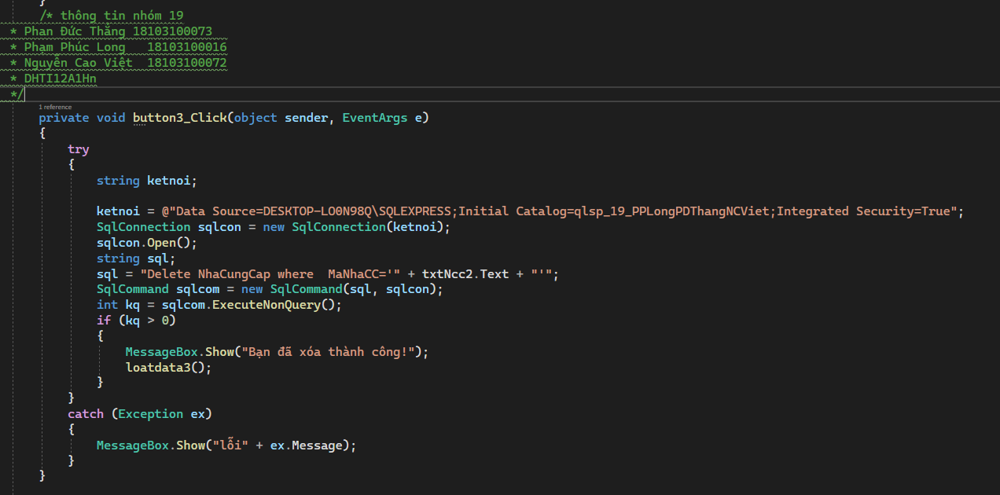 }
/* thông tin nhóm 19
* Phan Đức Thắng 18103100073
* Phạm Phúc Long   18103100016
* Nguyễn Cao Việt  18103100072
* DHTI12A1Hn
*/
1 reference
private void button3_Click(object sender, EventArgs e)
{
try
{
string ketnoi;
ketnoi = @"Data Source=DESKTOP-LO0N98Q\SQLEXPRESS;Initial Catalog=qlsp_19_PPLongPDThangNCViet;Integrated Security=True";
SqlConnection sqlcon = new SqlConnection(ketnoi);
sqlcon.Open();
string sql;
sql = "Delete NhaCungCap where  MaNhaCC='" + txtNcc2.Text + "'";
SqlCommand sqlcom = new SqlCommand(sql, sqlcon);
int kq = sqlcom.ExecuteNonQuery();
if (kq > 0)
{
MessageBox.Show("Bạn đã xóa thành công!");
loatdata3();
}
}
catch (Exception ex)
{
MessageBox.Show("lỗi" + ex.Message);
}
}